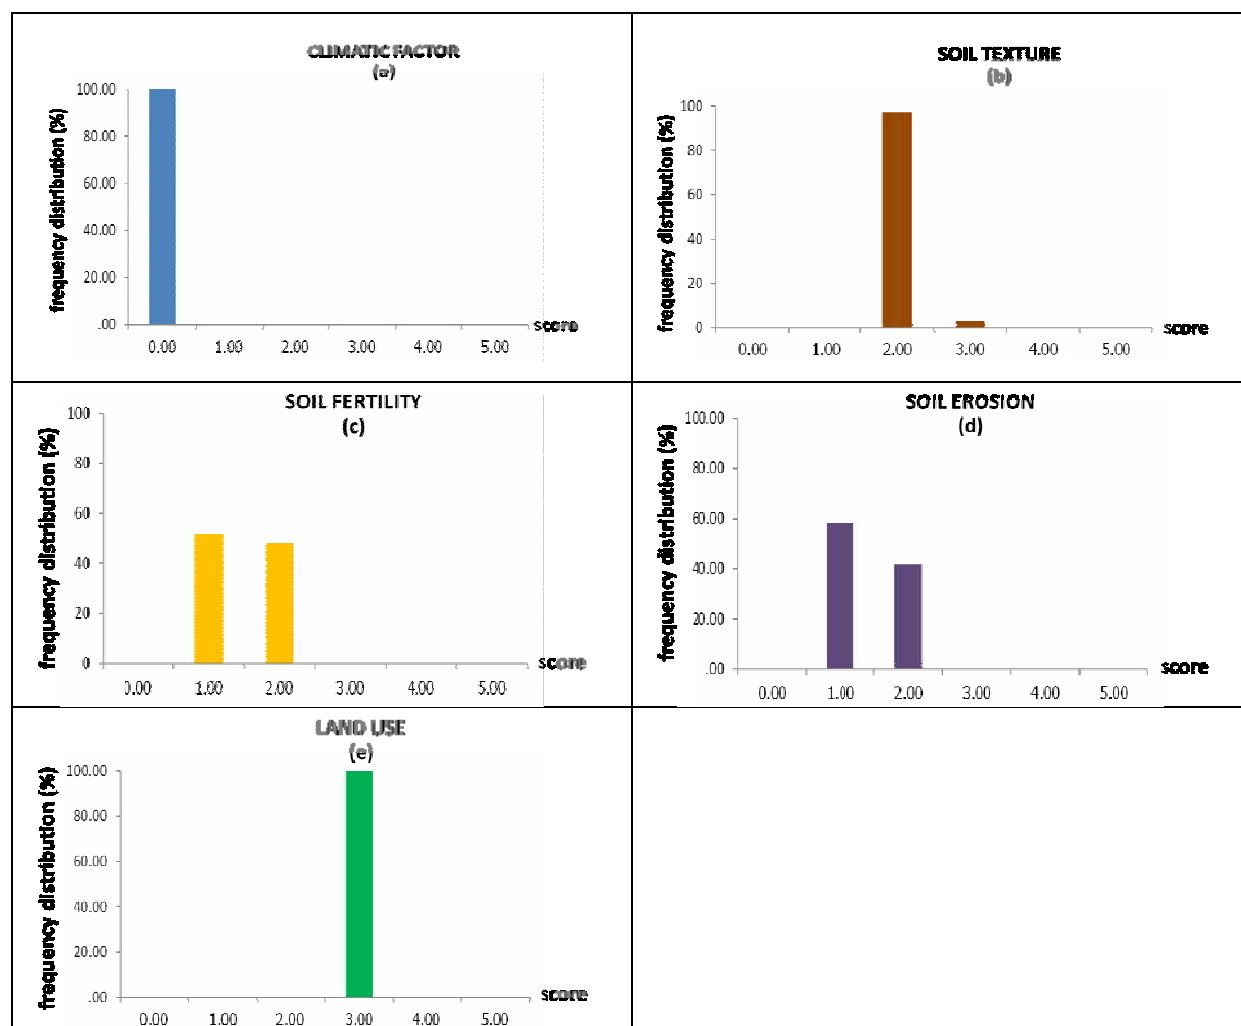 CLIMATIC FACTOR
(a)
frequency distribution (%)
100.00
80.00
60.00
40.00
20.00
.00
score
0.00 1.00 2.00 3.00 4.00 5.00
SOIL TEXTURE
(b)
frequency distribution (%)
100
80
60
40
20
0
score
0.00 1.00 2.00 3.00 4.00 5.00
SOIL FERTILITY
(c)
frequency distribution (%)
100
80
60
40
20
0
score
0.00 1.00 2.00 3.00 4.00 5.00
SOIL EROSION
(d)
frequency distribution (%)
100.00
80.00
60.00
40.00
20.00
.00
score
0.00 1.00 2.00 3.00 4.00 5.00
LAND USE
(e)
frequency distribution (%)
100.00
80.00
60.00
40.00
20.00
.00
score
0.00 1.00 2.00 3.00 4.00 5.00